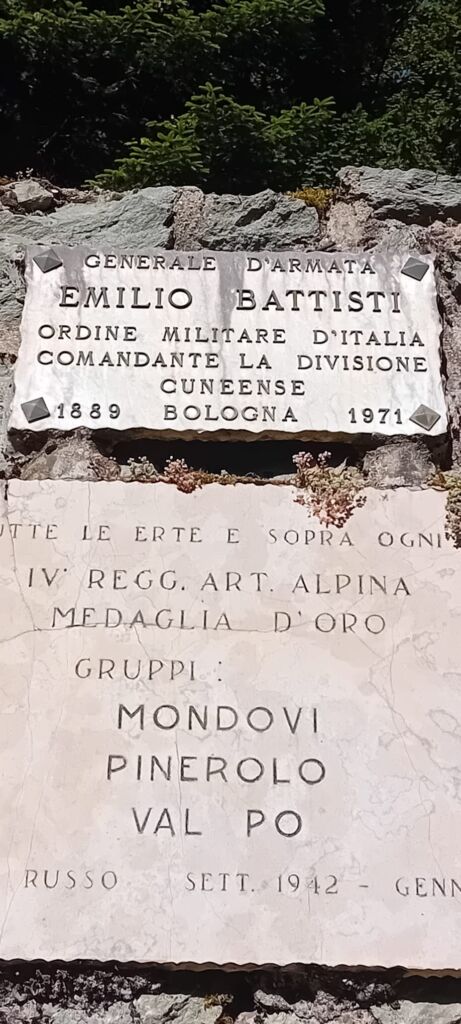 GENERALE D'ARMATA
EMILIO BATTISTI
ORDINE MILITARE D'ITALIA
COMANDANTE LA DIVISIONE
CUNEENSE
1889 BOLOGNA 1971
UTTE LE ERTE E SOPRA OGNI
IV° REGG. ART. ALPINA
MEDAGLIA D'ORO
GRUPPI:
MONDOVI
PINEROLO
VAL PO
RUSSO SETT. 1942 - GENN